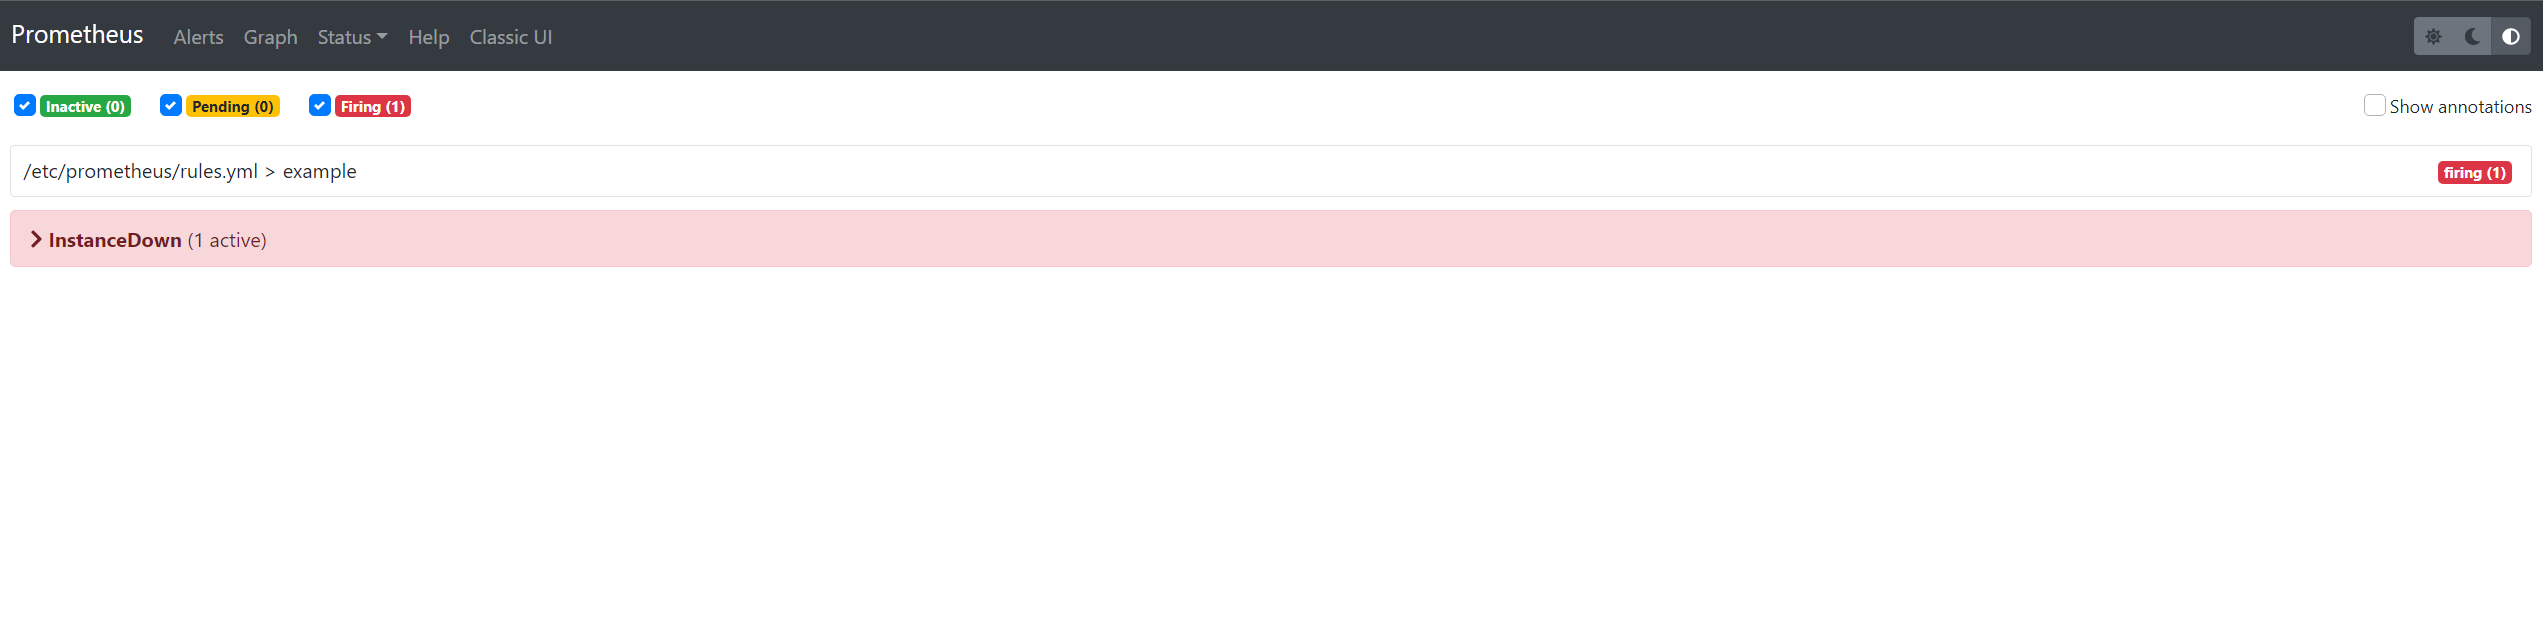 Prometheus Alerts Graph Status Help Classic UI
Inactive (0) Pending (0) Firing (1) Show annotations
/etc/prometheus/rules.yml > example firing (1)
InstanceDown (1 active)